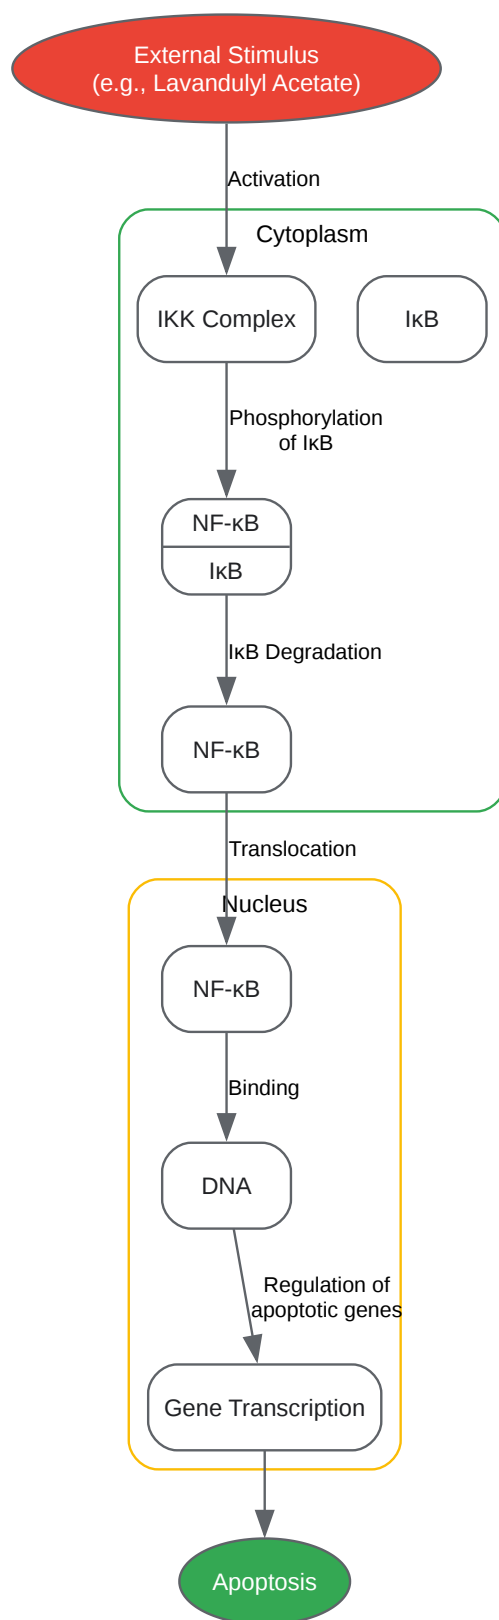 External Stimulus
(e.g., Lavandulyl Acetate)
Activation
Cytoplasm
IKK Complex
IκB
Phosphorylation
of IκB
NF-κB
IκB
IκB Degradation
NF-κB
Translocation
Nucleus
NF-κB
Binding
DNA
Regulation of
apoptotic genes
Gene Transcription
Apoptosis